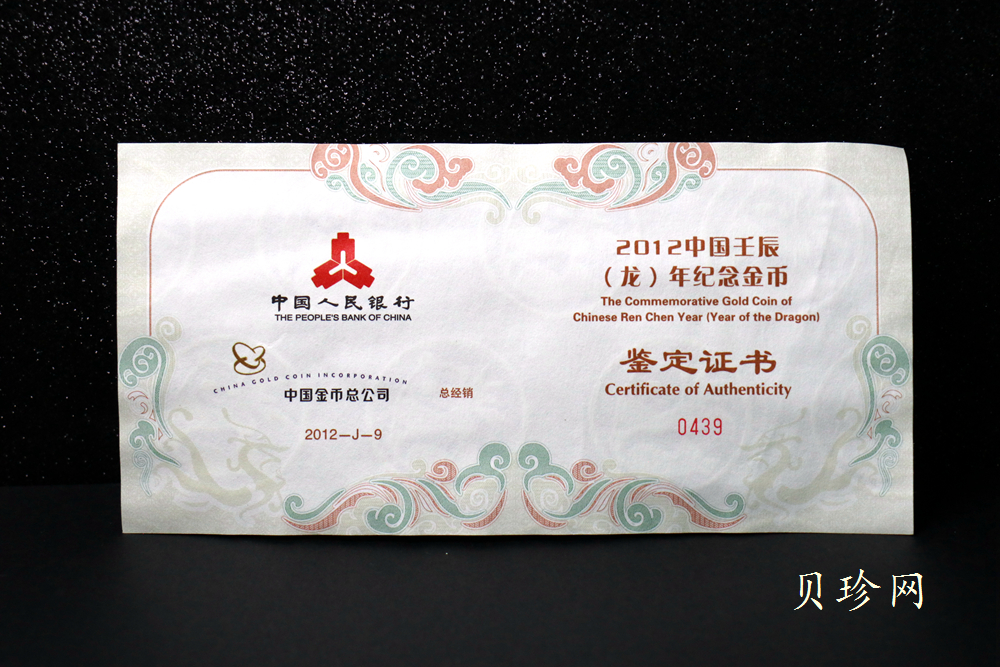 中国人民银行
THE PEOPLE'S BANK OF CHINA
CHINA GOLD COIN INCORPORATION
中国金币总公司
总经销
2012—J—9
2012中国壬辰
（龙）年纪念金币
The Commemorative Gold Coin of
Chinese Ren Chen Year (Year of the Dragon)
鉴定证书
Certificate of Authenticity
0439
贝珍网